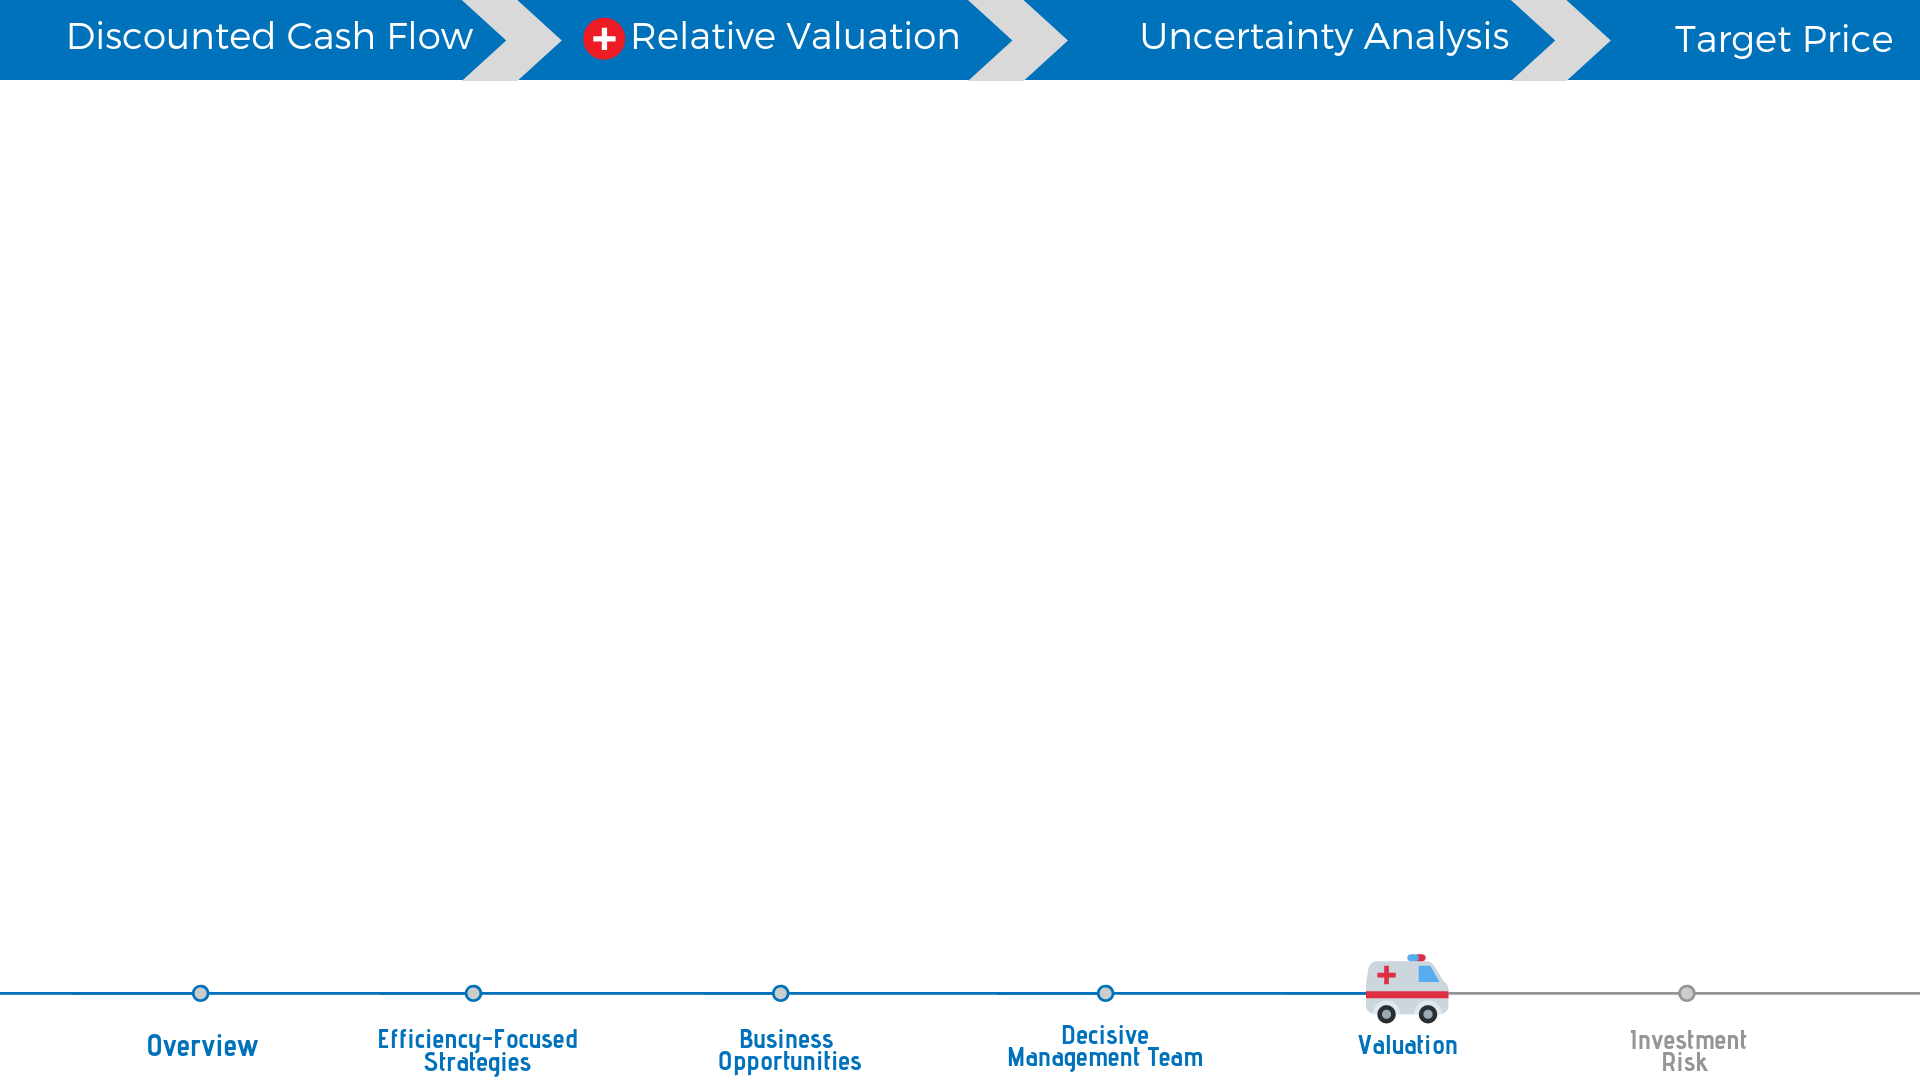 Discounted Cash Flow
Relative Valuation
Uncertainty Analysis
Target Price
Overview
Efficiency-Focused
Strategies
Business
Opportunities
Decisive
Management Team
Valuation
Investment
Risk